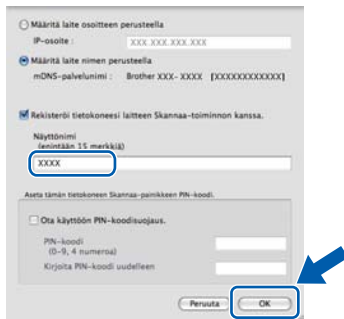 Määritä laite osoitteen perusteella
IP-osoite : XXX.XXX.XXX.XXX
Määritä laite nimen perusteella
mDNS-palvelunimi : Brother XXX-XXXX [XXXXXXXXXXXX]
Rekisteröi tietokoneesi laitteen Skannaa-toiminnon kanssa.
Näyttönimi
(enintään 15 merkkiä)
XXXX
Aseta tämän tietokoneen Skannaa-painikkeen PIN-koodi.
Ota käyttöön PIN-koodisuojaus.
PIN-koodi
(0-9, 4 numeroa)
Kirjoita PIN-koodi uudelleen
Peruuta OK